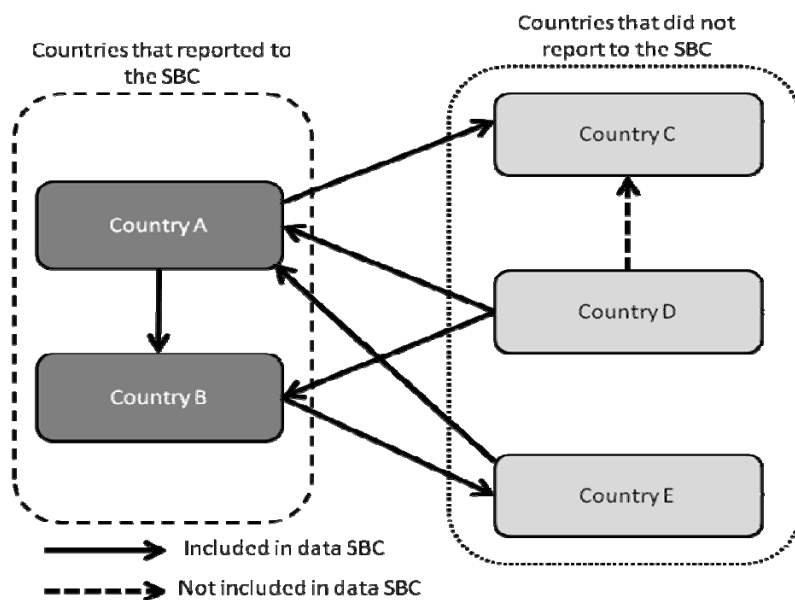 Countries that reported to
the SBC
Countries that did not
report to the SBC
Country A
Country B
Country C
Country D
Country E
Included in data SBC
Not included in data SBC